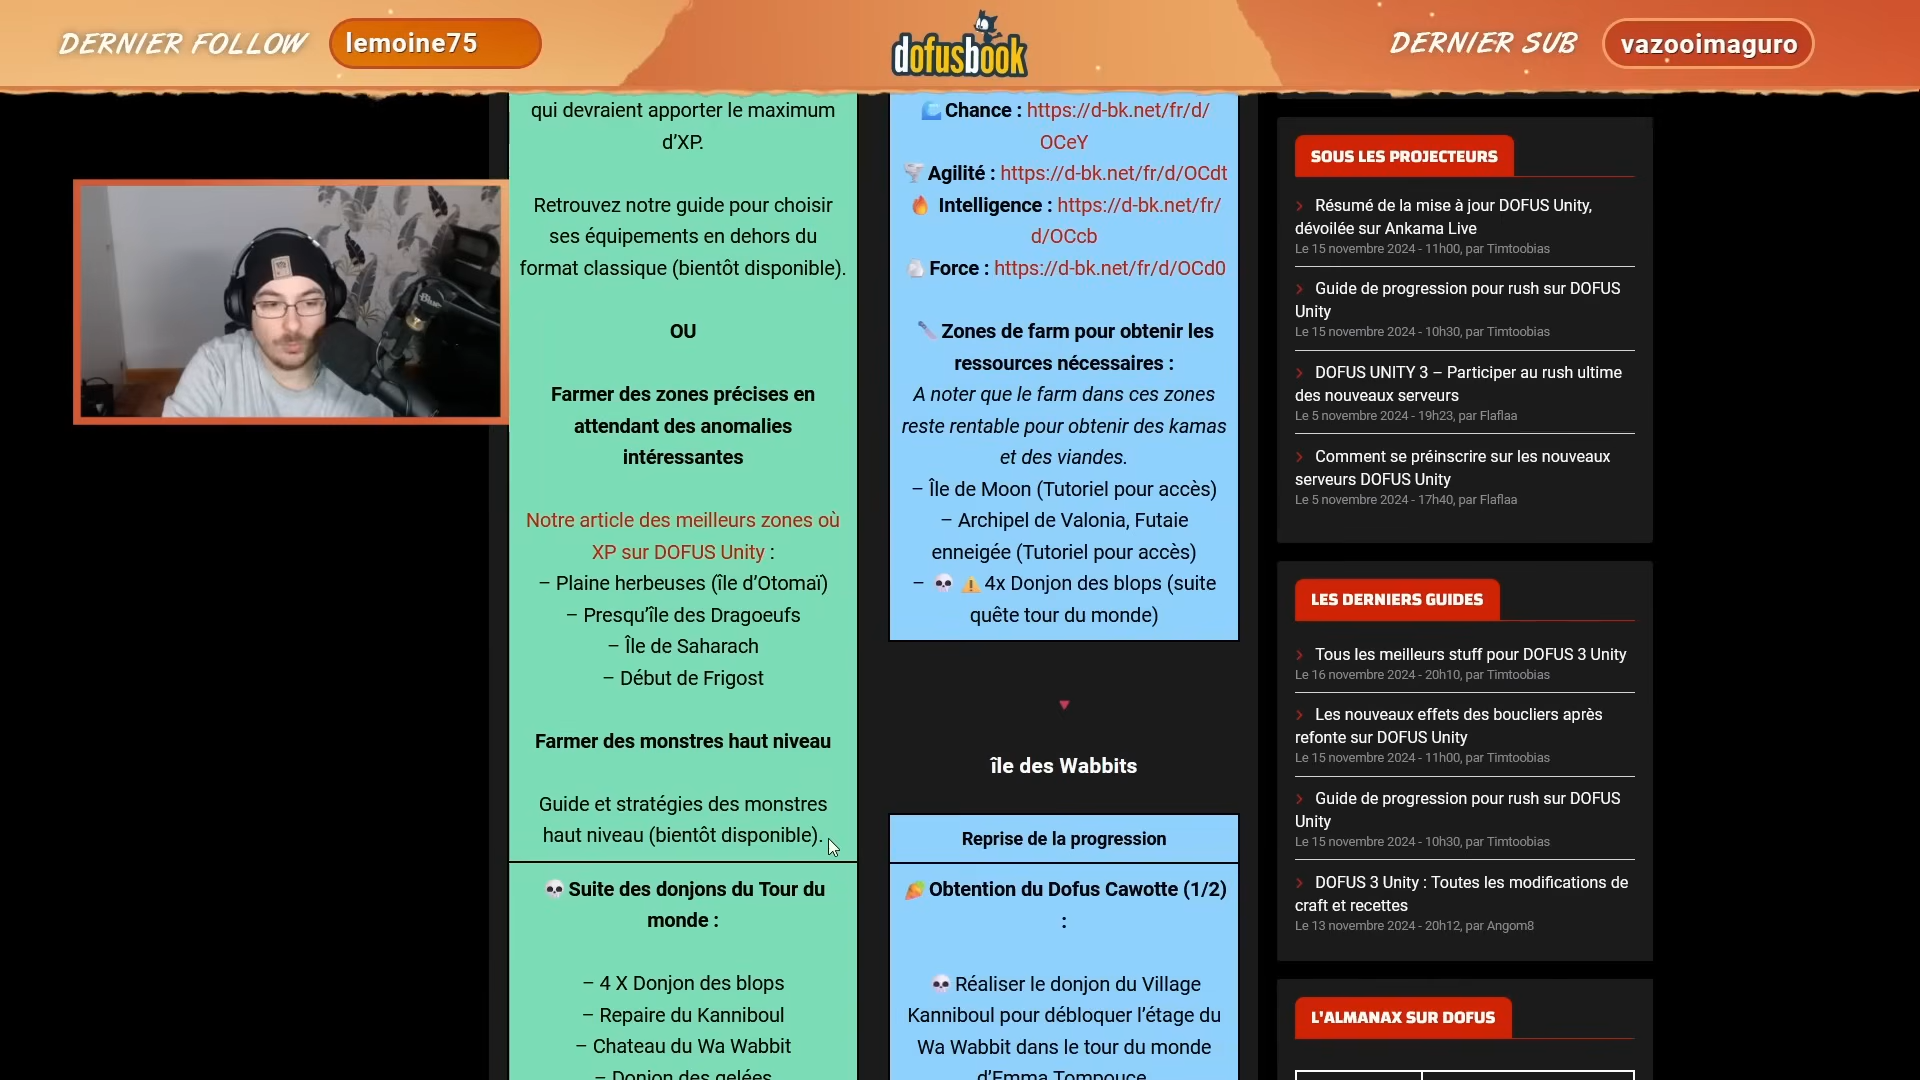 DERNIER FOLLOW
lemoine75
dofusbook
DERNIER SUB
vazooimaguro
qui devraient apporter le maximum
d'XP.
Retrouvez notre guide pour choisir
ses équipements en dehors du
format classique (bientôt disponible).
OU
Farmer des zones précises en
attendant des anomalies
intéressantes
Notre article des meilleurs zones où
XP sur DOFUS Unity :
– Plaine herbeuses (île d'Otomaï)
– Presqu'île des Dragoeufs
– Île de Saharach
– Début de Frigost
Farmer des monstres haut niveau
Guide et stratégies des monstres
haut niveau (bientôt disponible).
Suite des donjons du Tour du
monde :
– 4 X Donjon des blops
– Repaire du Kanniboul
– Chateau du Wa Wabbit
– Donjon des gelées
Chance : https://d-bk.net/fr/d/
OCeY
Agilité : https://d-bk.net/fr/d/OCdt
Intelligence : https://d-bk.net/fr/
d/OCcb
Force : https://d-bk.net/fr/d/OCd0
Zones de farm pour obtenir les
ressources nécessaires :
A noter que le farm dans ces zones
reste rentable pour obtenir des kamas
et des viandes.
– Île de Moon (Tutoriel pour accès)
– Archipel de Valonia, Futaie
enneigée (Tutoriel pour accès)
– 4x Donjon des blops (suite
quête tour du monde)
île des Wabbits
Reprise de la progression
Obtention du Dofus Cawotte (1/2)
:
Réaliser le donjon du Village
Kanniboul pour débloquer l'étage du
Wa Wabbit dans le tour du monde
d'Emma Tompouce
SOUS LES PROJECTEURS
Résumé de la mise à jour DOFUS Unity,
dévoilée sur Ankama Live
Le 15 novembre 2024 - 11h00, par Timtoobias
Guide de progression pour rush sur DOFUS
Unity
Le 15 novembre 2024 - 10h30, par Timtoobias
DOFUS UNITY 3 – Participer au rush ultime
des nouveaux serveurs
Le 5 novembre 2024 - 19h23, par Flaflaa
Comment se préinscrire sur les nouveaux
serveurs DOFUS Unity
Le 5 novembre 2024 - 17h40, par Flaflaa
LES DERNIERS GUIDES
Tous les meilleurs stuff pour DOFUS 3 Unity
Le 16 novembre 2024 - 20h10, par Timtoobias
Les nouveaux effets des boucliers après
refonte sur DOFUS Unity
Le 15 novembre 2024 - 11h00, par Timtoobias
Guide de progression pour rush sur DOFUS
Unity
Le 15 novembre 2024 - 10h30, par Timtoobias
DOFUS 3 Unity : Toutes les modifications de
craft et recettes
Le 13 novembre 2024 - 20h12, par Angom8
L'ALMANAX SUR DOFUS